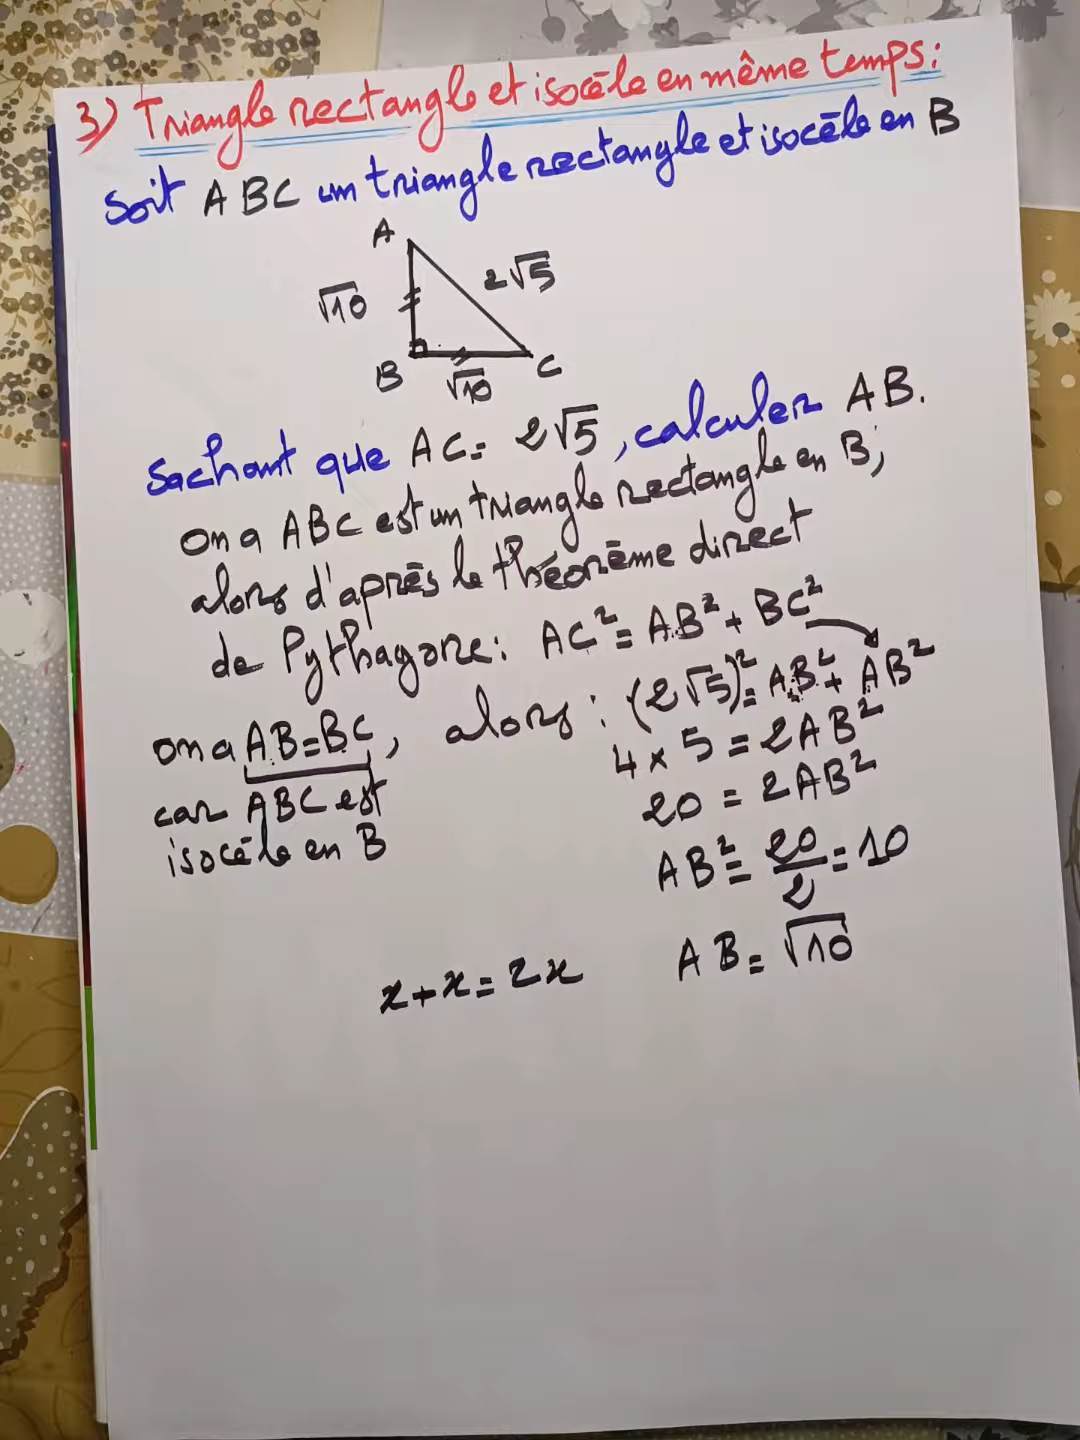 3) Triangle rectangle et isocèle en même temps:
Soit ABC un triangle rectangle et isocèle en B
A
2√5
√10
B
√10
C
Sachant que AC = 2√5, calculer AB.
on a ABC est un triangle rectangle en B,
alors d'après le théorème direct
de Pythagore: AC² = AB² + BC²
on a AB = BC, alors: (2√5)² = AB² + AB²
car ABC est
isocèle en B
4 × 5 = 2AB²
20 = 2AB²
AB² = 20/2 = 10
x + x = 2x
AB = √10